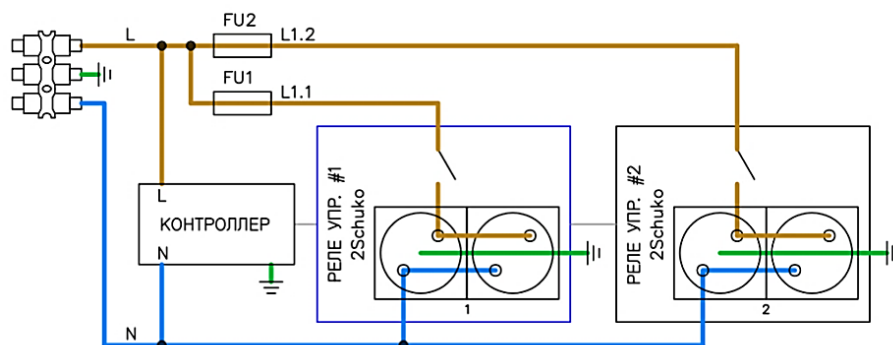 L
FU2
L1.2
FU1
L1.1
L
КОНТРОЛЛЕР
N
N
РЕЛЕ УПР. #1
2Schuko
1
РЕЛЕ УПР. #2
2Schuko
2